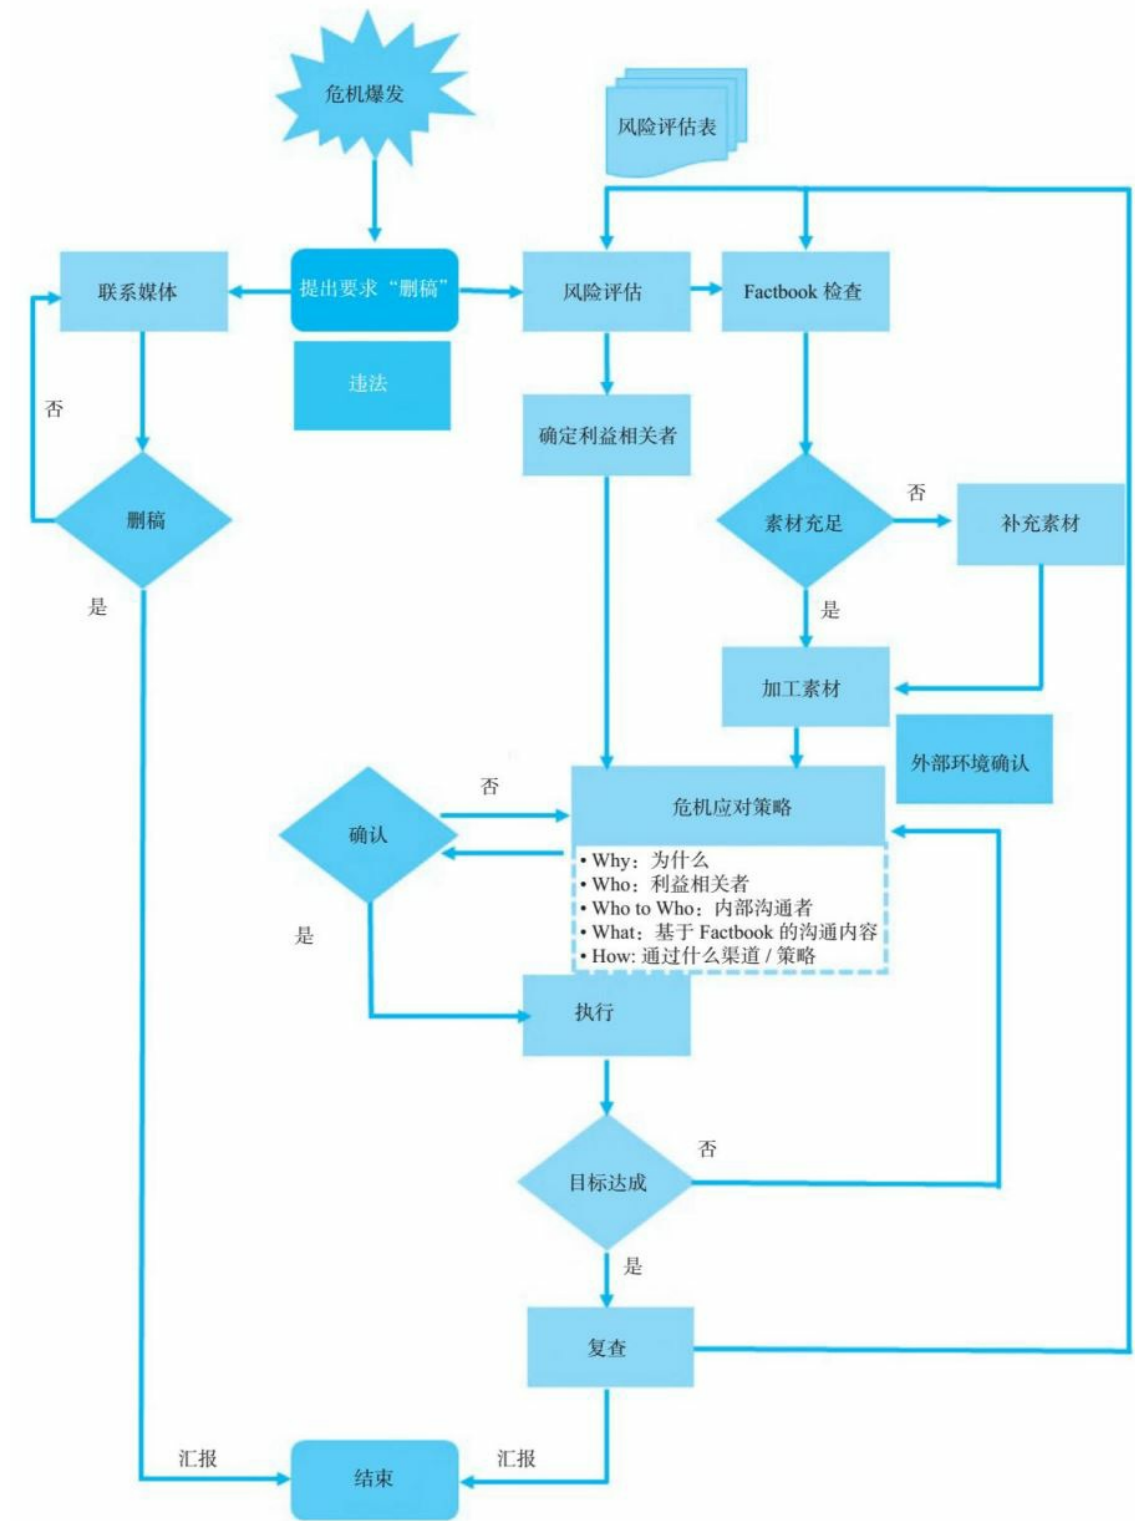 危机爆发
风险评估表
联系媒体
提出要求“删稿”
风险评估
Factbook 检查
违法
否
确定利益相关者
删稿
素材充足
否
补充素材
是
是
加工素材
外部环境确认
否
危机应对策略
确认
• Why：为什么
• Who：利益相关者
• Who to Who：内部沟通者
• What：基于 Factbook 的沟通内容
• How: 通过什么渠道 / 策略
是
执行
否
目标达成
是
复查
汇报
汇报
结束